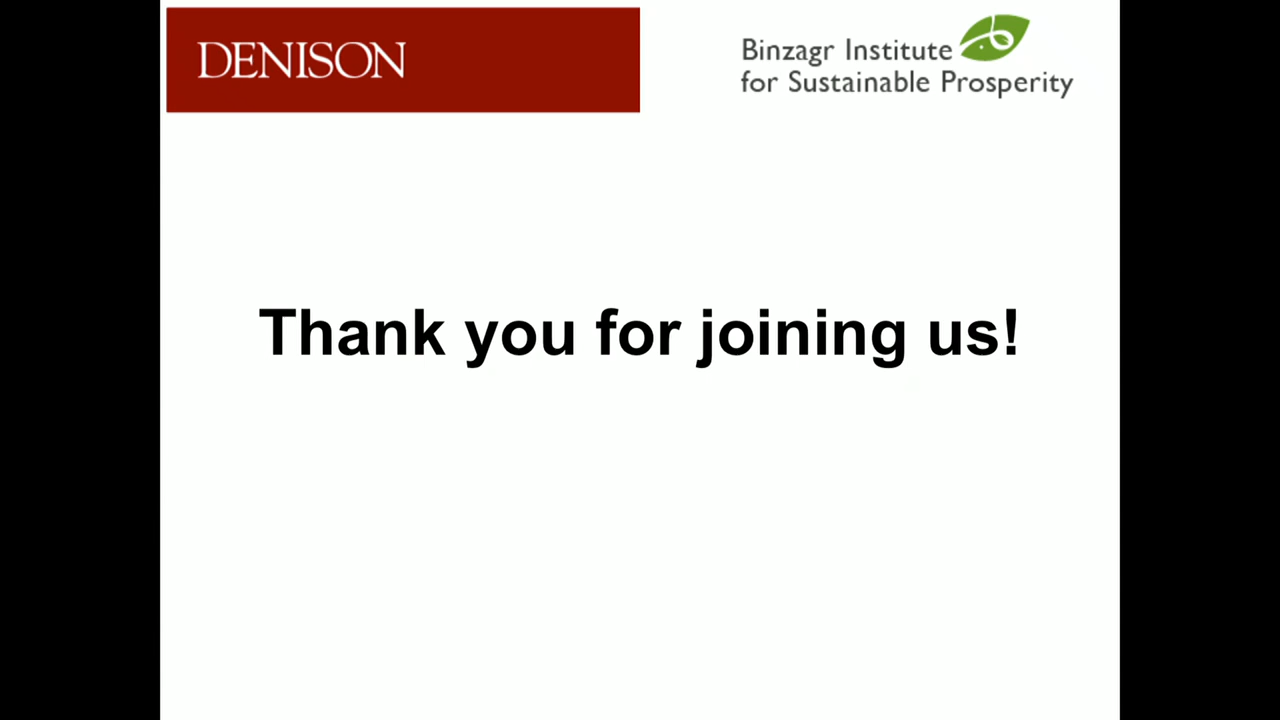 DENISON
Binzagr Institute
for Sustainable Prosperity
Thank you for joining us!